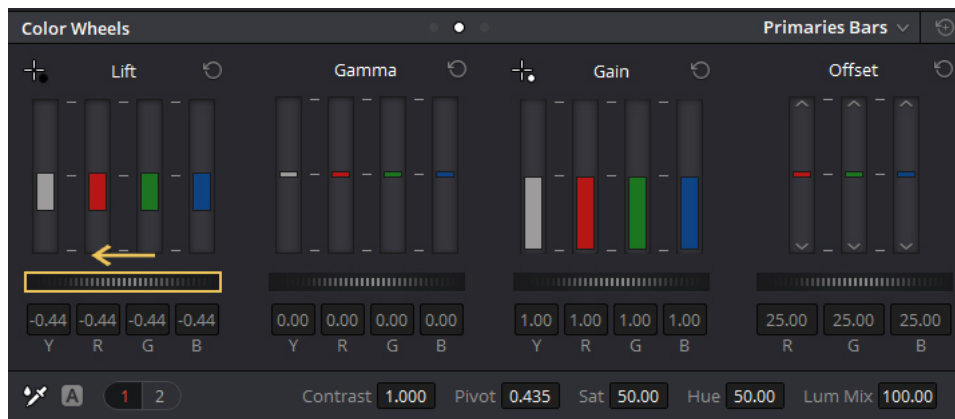 Color Wheels Primaries Bars
Lift Gamma Gain Offset
-0.44 -0.44 -0.44 -0.44 0.00 0.00 0.00 0.00 1.00 1.00 1.00 1.00 25.00 25.00 25.00
Y R G B Y R G B Y R G B R G B
A 1 2 Contrast 1.000 Pivot 0.435 Sat 50.00 Hue 50.00 Lum Mix 100.00